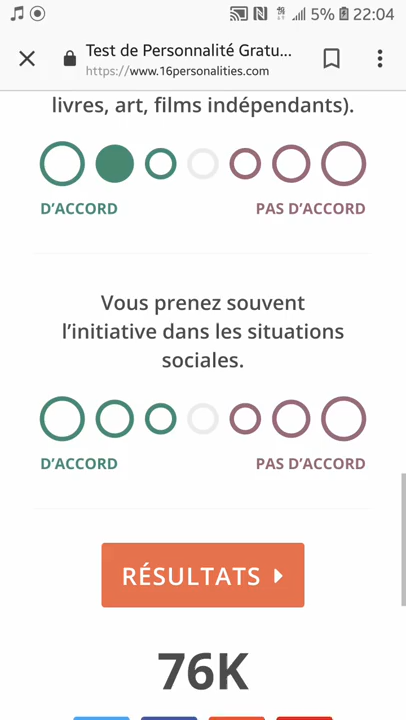 5% 22:04
Test de Personnalité Gratu...
https://www.16personalities.com
livres, art, films indépendants).
D'ACCORD PAS D'ACCORD
Vous prenez souvent
l'initiative dans les situations
sociales.
D'ACCORD PAS D'ACCORD
RÉSULTATS
76K